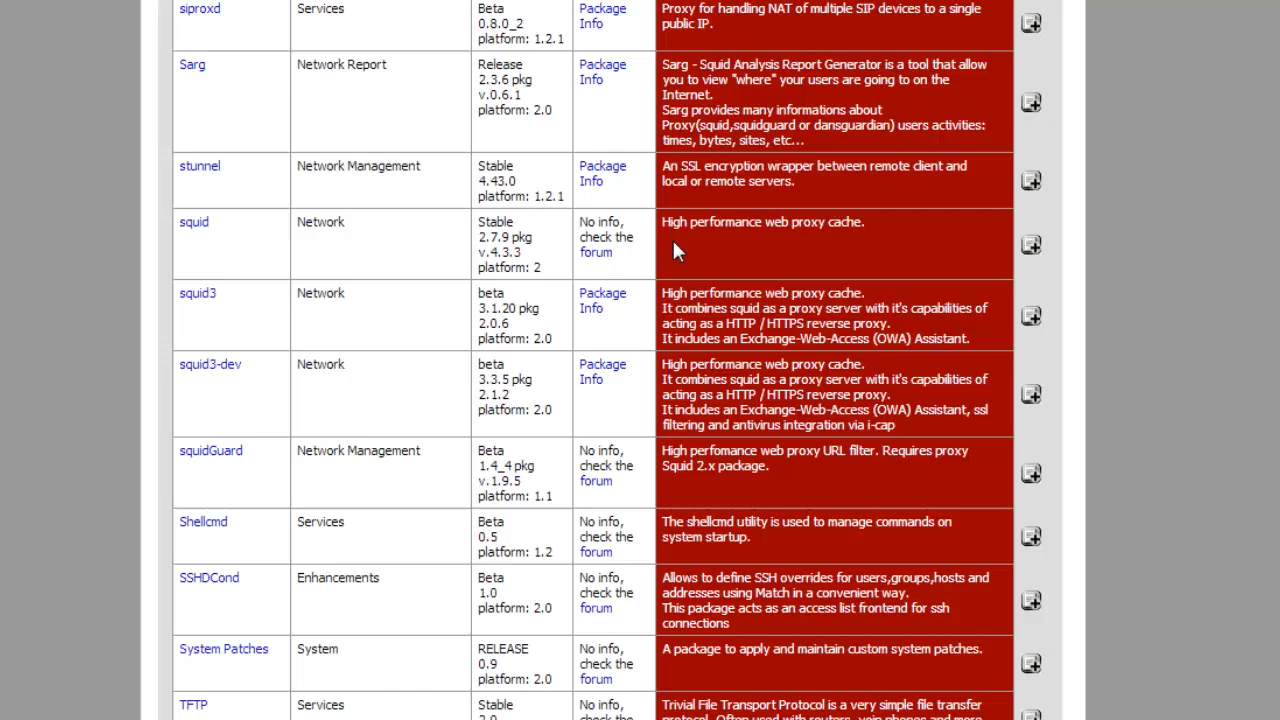 siproxd
Services
Beta
0.8.0_2
platform: 1.2.1
Package
Info
Proxy for handling NAT of multiple SIP devices to a single
public IP.
Sarg
Network Report
Release
2.3.6 pkg
v.0.6.1
platform: 2.0
Package
Info
Sarg - Squid Analysis Report Generator is a tool that allow
you to view "where" your users are going to on the
Internet.
Sarg provides many informations about
Proxy(squid,squidguard or dansguardian) users activities:
times, bytes, sites, etc...
stunnel
Network Management
Stable
4.43.0
platform: 1.2.1
Package
Info
An SSL encryption wrapper between remote client and
local or remote servers.
squid
Network
Stable
2.7.9 pkg
v.4.3.3
platform: 2
No info,
check the
forum
High performance web proxy cache.
squid3
Network
beta
3.1.20 pkg
2.0.6
platform: 2.0
Package
Info
High performance web proxy cache.
It combines squid as a proxy server with it's capabilities of
acting as a HTTP / HTTPS reverse proxy.
It includes an Exchange-Web-Access (OWA) Assistant.
squid3-dev
Network
beta
3.3.5 pkg
2.1.2
platform: 2.0
Package
Info
High performance web proxy cache.
It combines squid as a proxy server with it's capabilities of
acting as a HTTP / HTTPS reverse proxy.
It includes an Exchange-Web-Access (OWA) Assistant, ssl
filtering and antivirus integration via i-cap
squidGuard
Network Management
Beta
1.4_4 pkg
v.1.9.5
platform: 1.1
No info,
check the
forum
High perfomance web proxy URL filter. Requires proxy
Squid 2.x package.
Shellcmd
Services
Beta
0.5
platform: 1.2
No info,
check the
forum
The shellcmd utility is used to manage commands on
system startup.
SSHDCond
Enhancements
Beta
1.0
platform: 2.0
No info,
check the
forum
Allows to define SSH overrides for users,groups,hosts and
addresses using Match in a convenient way.
This package acts as an access list frontend for ssh
connections
System Patches
System
RELEASE
0.9
platform: 2.0
No info,
check the
forum
A package to apply and maintain custom system patches.
TFTP
Services
Stable
2.0
Package
Trivial File Transport Protocol is a very simple file transfer
protocol. Often used with routers, voip phones and more.